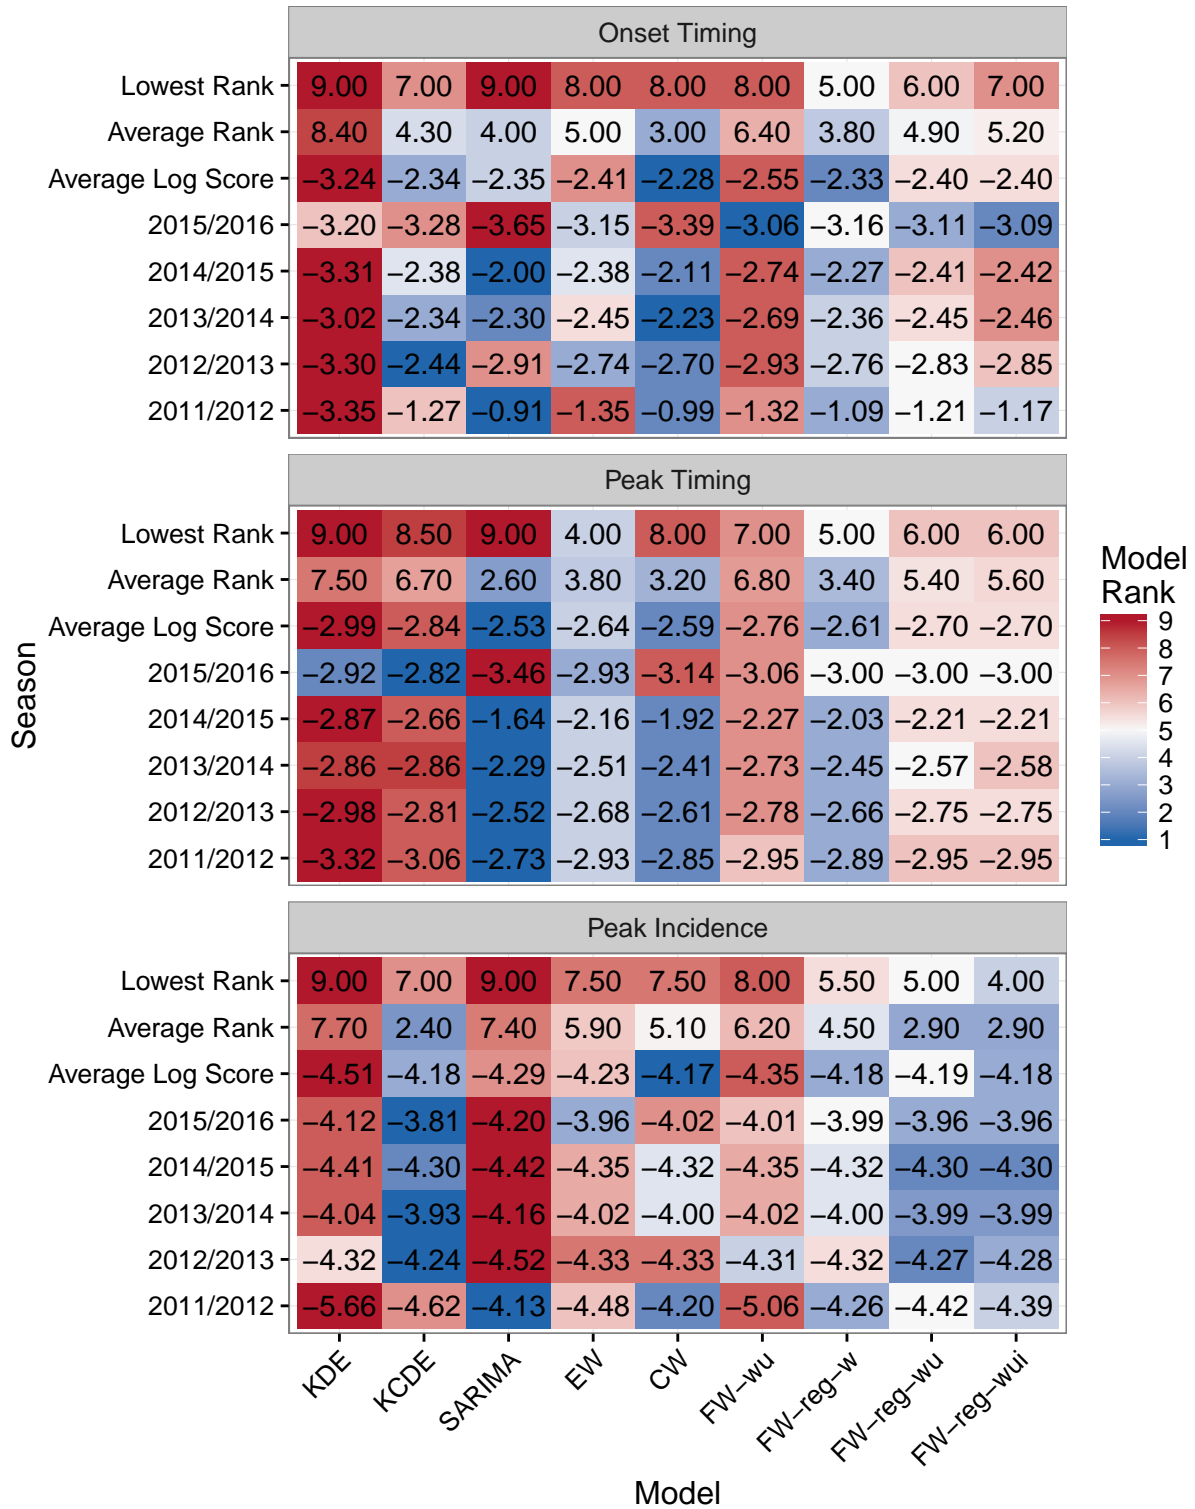 Onset Timing
Lowest Rank 9.00 7.00 9.00 8.00 8.00 8.00 5.00 6.00 7.00
Average Rank 8.40 4.30 4.00 5.00 3.00 6.40 3.80 4.90 5.20
Average Log Score −3.24 −2.34 −2.35 −2.41 −2.28 −2.55 −2.33 −2.40 −2.40
2015/2016 −3.20 −3.28 −3.65 −3.15 −3.39 −3.06 −3.16 −3.11 −3.09
2014/2015 −3.31 −2.38 −2.00 −2.38 −2.11 −2.74 −2.27 −2.41 −2.42
2013/2014 −3.02 −2.34 −2.30 −2.45 −2.23 −2.69 −2.36 −2.45 −2.46
2012/2013 −3.30 −2.44 −2.91 −2.74 −2.70 −2.93 −2.76 −2.83 −2.85
2011/2012 −3.35 −1.27 −0.91 −1.35 −0.99 −1.32 −1.09 −1.21 −1.17
Peak Timing
Lowest Rank 9.00 8.50 9.00 4.00 8.00 7.00 5.00 6.00 6.00
Average Rank 7.50 6.70 2.60 3.80 3.20 6.80 3.40 5.40 5.60
Average Log Score −2.99 −2.84 −2.53 −2.64 −2.59 −2.76 −2.61 −2.70 −2.70
2015/2016 −2.92 −2.82 −3.46 −2.93 −3.14 −3.06 −3.00 −3.00 −3.00
2014/2015 −2.87 −2.66 −1.64 −2.16 −1.92 −2.27 −2.03 −2.21 −2.21
2013/2014 −2.86 −2.86 −2.29 −2.51 −2.41 −2.73 −2.45 −2.57 −2.58
2012/2013 −2.98 −2.81 −2.52 −2.68 −2.61 −2.78 −2.66 −2.75 −2.75
2011/2012 −3.32 −3.06 −2.73 −2.93 −2.85 −2.95 −2.89 −2.95 −2.95
Peak Incidence
Lowest Rank 9.00 7.00 9.00 7.50 7.50 8.00 5.50 5.00 4.00
Average Rank 7.70 2.40 7.40 5.90 5.10 6.20 4.50 2.90 2.90
Average Log Score −4.51 −4.18 −4.29 −4.23 −4.17 −4.35 −4.18 −4.19 −4.18
2015/2016 −4.12 −3.81 −4.20 −3.96 −4.02 −4.01 −3.99 −3.96 −3.96
2014/2015 −4.41 −4.30 −4.42 −4.35 −4.32 −4.35 −4.32 −4.30 −4.30
2013/2014 −4.04 −3.93 −4.16 −4.02 −4.00 −4.02 −4.00 −3.99 −3.99
2012/2013 −4.32 −4.24 −4.52 −4.33 −4.33 −4.31 −4.32 −4.27 −4.28
2011/2012 −5.66 −4.62 −4.13 −4.48 −4.20 −5.06 −4.26 −4.42 −4.39
KDE KCDE SARIMA EW CW FW−wu FW−reg−w FW−reg−wu FW−reg−wui
Model
Season
Model
Rank
9
8
7
6
5
4
3
2
1